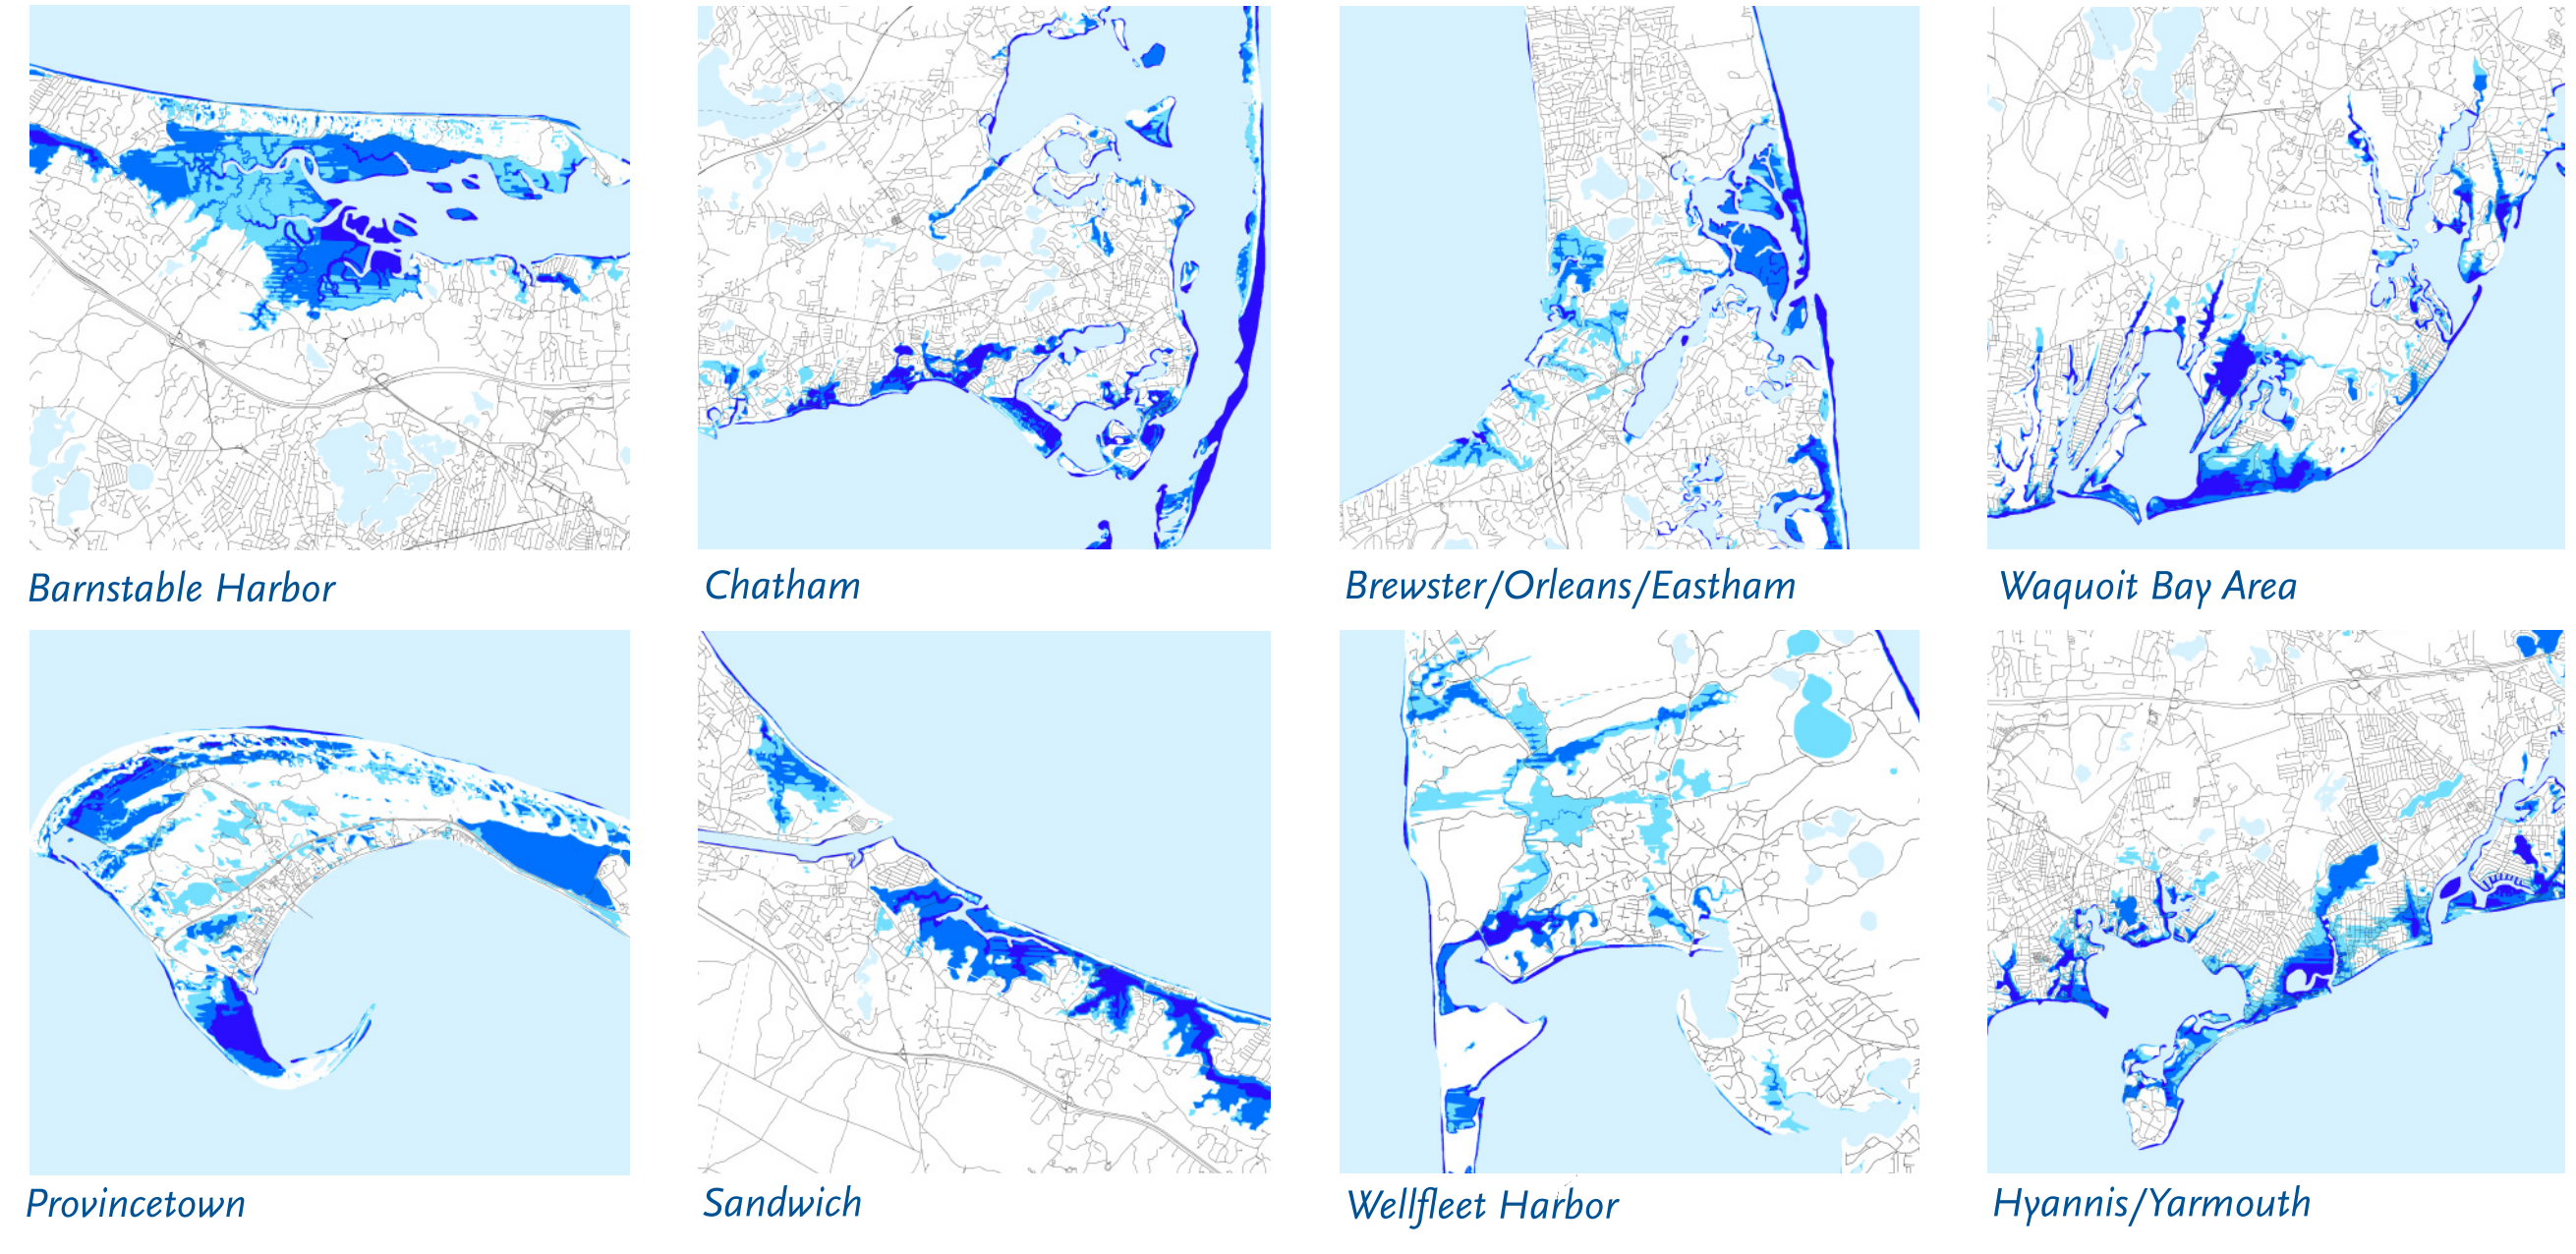 Barnstable Harbor
Chatham
Brewster/Orleans/Eastham
Waquoit Bay Area
Provincetown
Sandwich
Wellfleet Harbor
Hyannis/Yarmouth